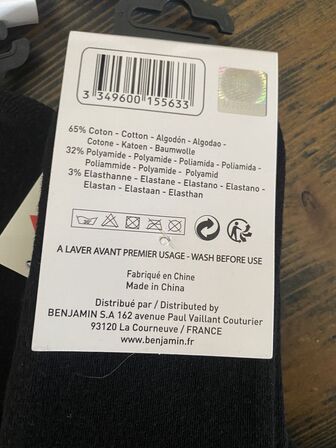 3 349600 155633
65% Coton - Cotton - Algodón - Algodao -
Cotone - Katoen - Baumwolle
32% Polyamide - Polyamide - Poliamida - Poliamida -
Poliammide - Polyamide - Polyamid
3% Elasthanne - Elastane - Elastano - Elastano -
Elastan - Elastaan - Elasthan
A LAVER AVANT PREMIER USAGE - WASH BEFORE USE
Fabriqué en Chine
Made in China
Distribué par / Distributed by
BENJAMIN S.A 162 avenue Paul Vaillant Couturier
93120 La Courneuve / FRANCE
www.benjamin.fr